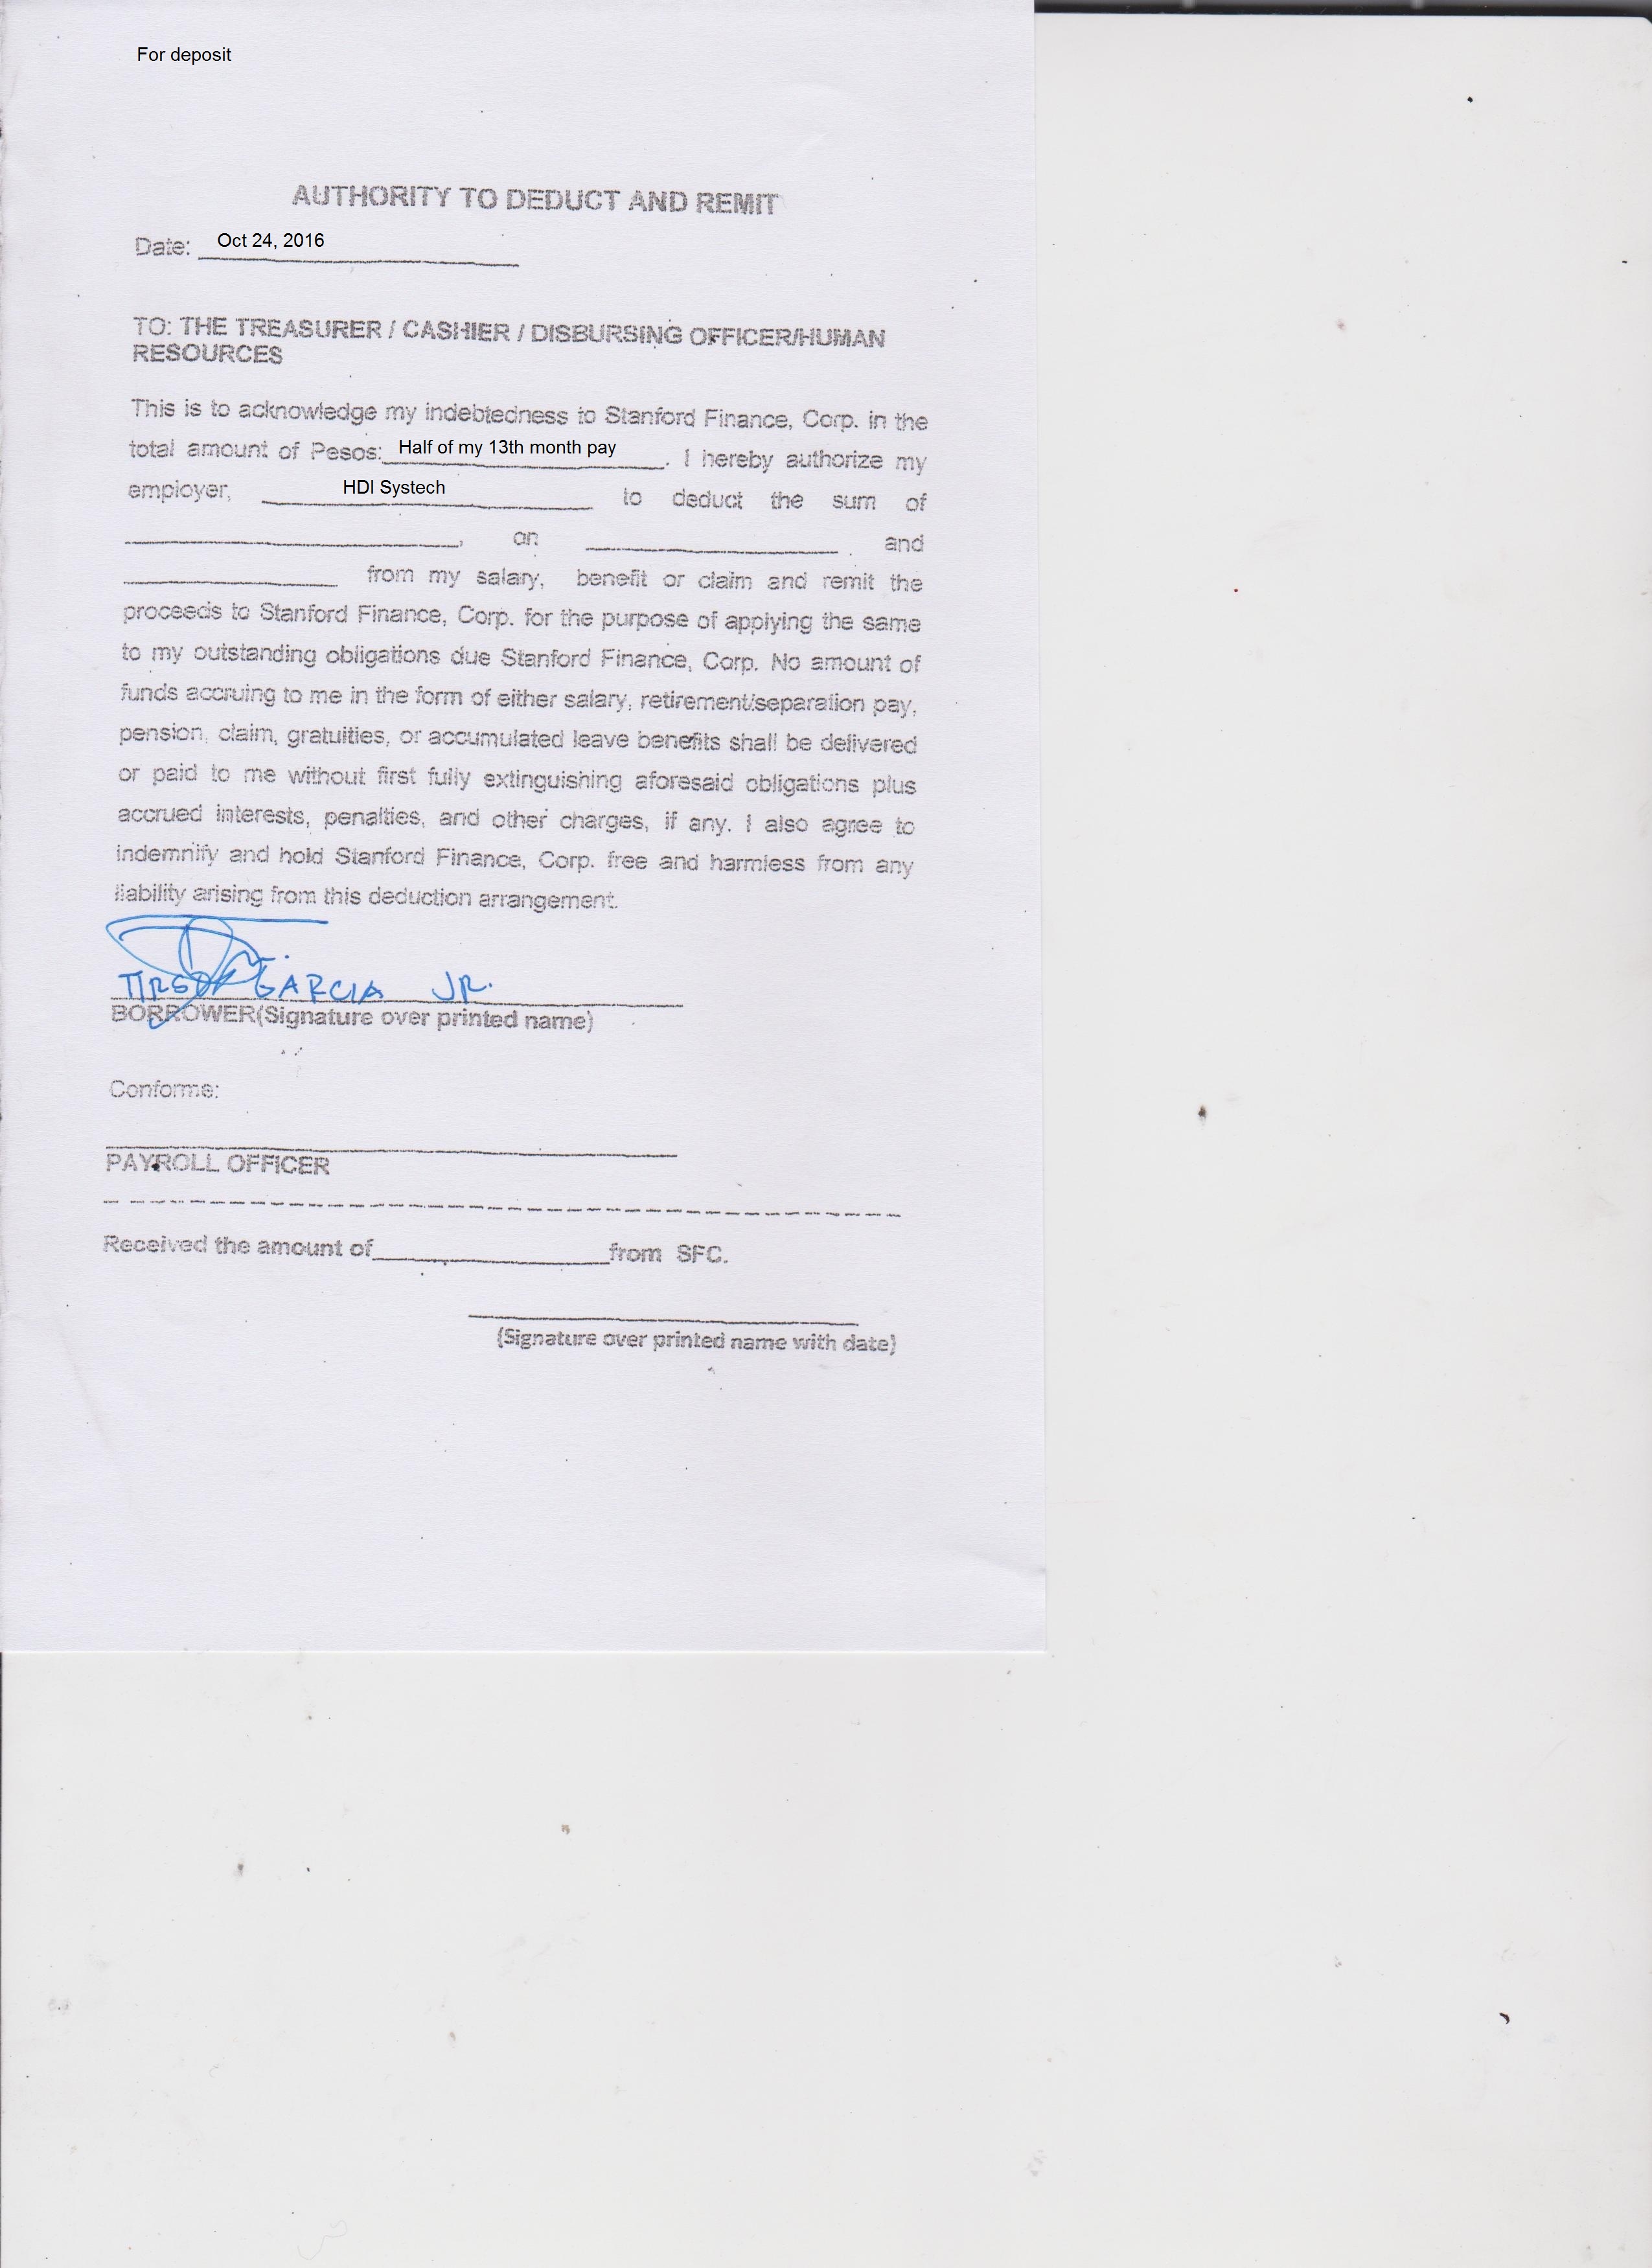 For deposit
AUTHORITY TO DEDUCT AND REMIT
Date: Oct 24, 2016
TO: THE TREASURER / CASHIER / DISBURSING OFFICER/HUMAN
RESOURCES
This is to acknowledge my indebtedness to Stanford Finance, Corp. in the
total amount of Pesos: Half of my 13th month pay. I hereby authorize my
employer, HDI Systech to deduct the sum of
____________________, on ____________________. and
____________________ from my salary, benefit or claim and remit the
proceeds to Stanford Finance, Corp. for the purpose of applying the same
to my outstanding obligations due Stanford Finance, Corp. No amount of
funds accruing to me in the form of either salary, retirement/separation pay,
pension, claim, gratuities, or accumulated leave benefits shall be delivered
or paid to me without first fully extinguishing aforesaid obligations plus
accrued interests, penalties, and other charges, if any. I also agree to
indemnify and hold Stanford Finance, Corp. free and harmless from any
liability arising from this deduction arrangement.
GARCIA JR.
BORROWER(Signature over printed name)
Conforme:
PAYROLL OFFICER
Received the amount of____________________from SFC.
(Signature over printed name with date)